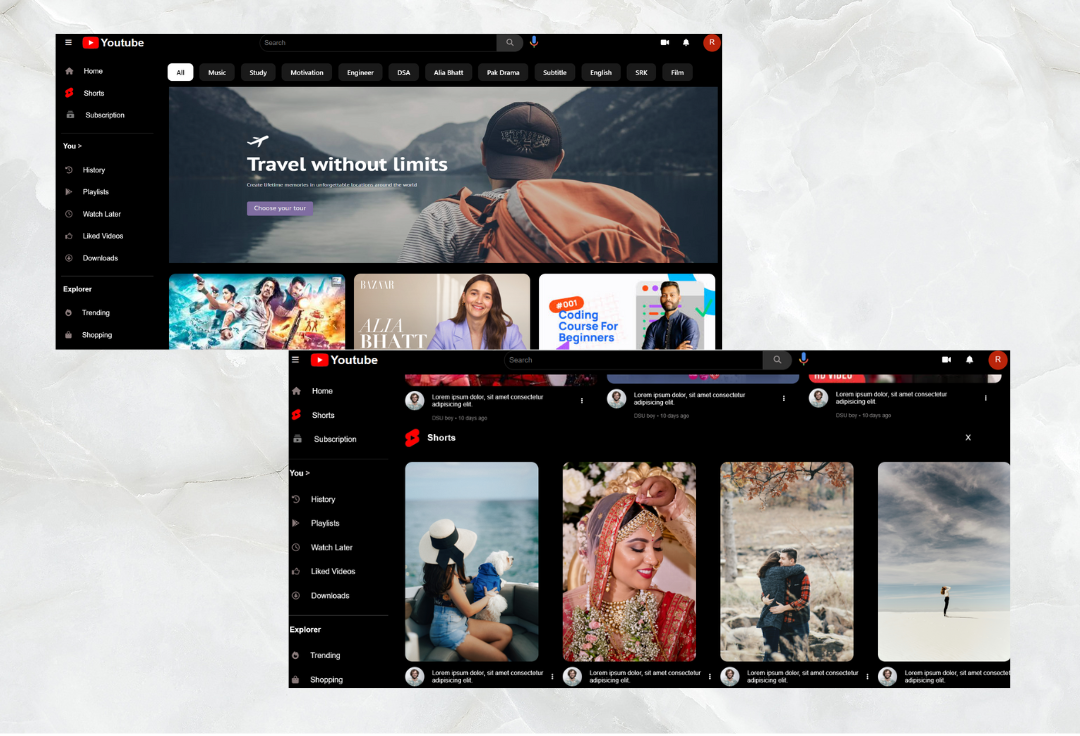 Youtube
Search
R
Home
Shorts
Subscription
You >
History
Playlists
Watch Later
Liked Videos
Downloads
Explorer
Trending
Shopping
All Music Study Motivation Engineer DSA Alia Bhatt Pak Drama Subtitle English SRK Film
Travel without limits
Create lifetime memories in unforgettable locations around the world
Choose your tour
BAZAAR
ALIA
BHATT
#001
Coding
Course For
Beginners
Youtube
Search
R
Home
Shorts
Subscription
You >
History
Playlists
Watch Later
Liked Videos
Downloads
Explorer
Trending
Shopping
HD VIDEO
Lorem ipsum dolor, sit amet consectetur
adipisicing elit.
DSU boy • 10 days ago
Lorem ipsum dolor, sit amet consectetur
adipisicing elit.
DSU boy • 10 days ago
Lorem ipsum dolor, sit amet consectetur
adipisicing elit.
DSU boy • 10 days ago
Shorts
X
Lorem ipsum dolor, sit amet consectetur
adipisicing elit.
Lorem ipsum dolor, sit amet consectetur
adipisicing elit.
Lorem ipsum dolor, sit amet consectetur
adipisicing elit.
Lorem ipsum dolor, sit amet consectet
adipisicing elit.